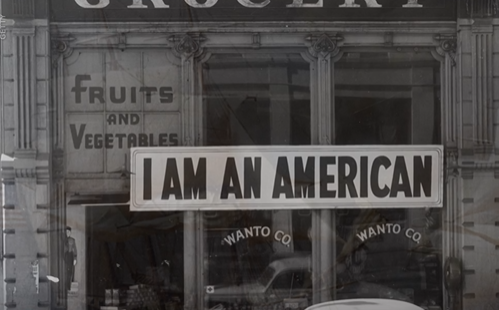 GROCERY
FRUITS
AND
VEGETABLES
I AM AN AMERICAN
WANTO CO.
WANTO CO.